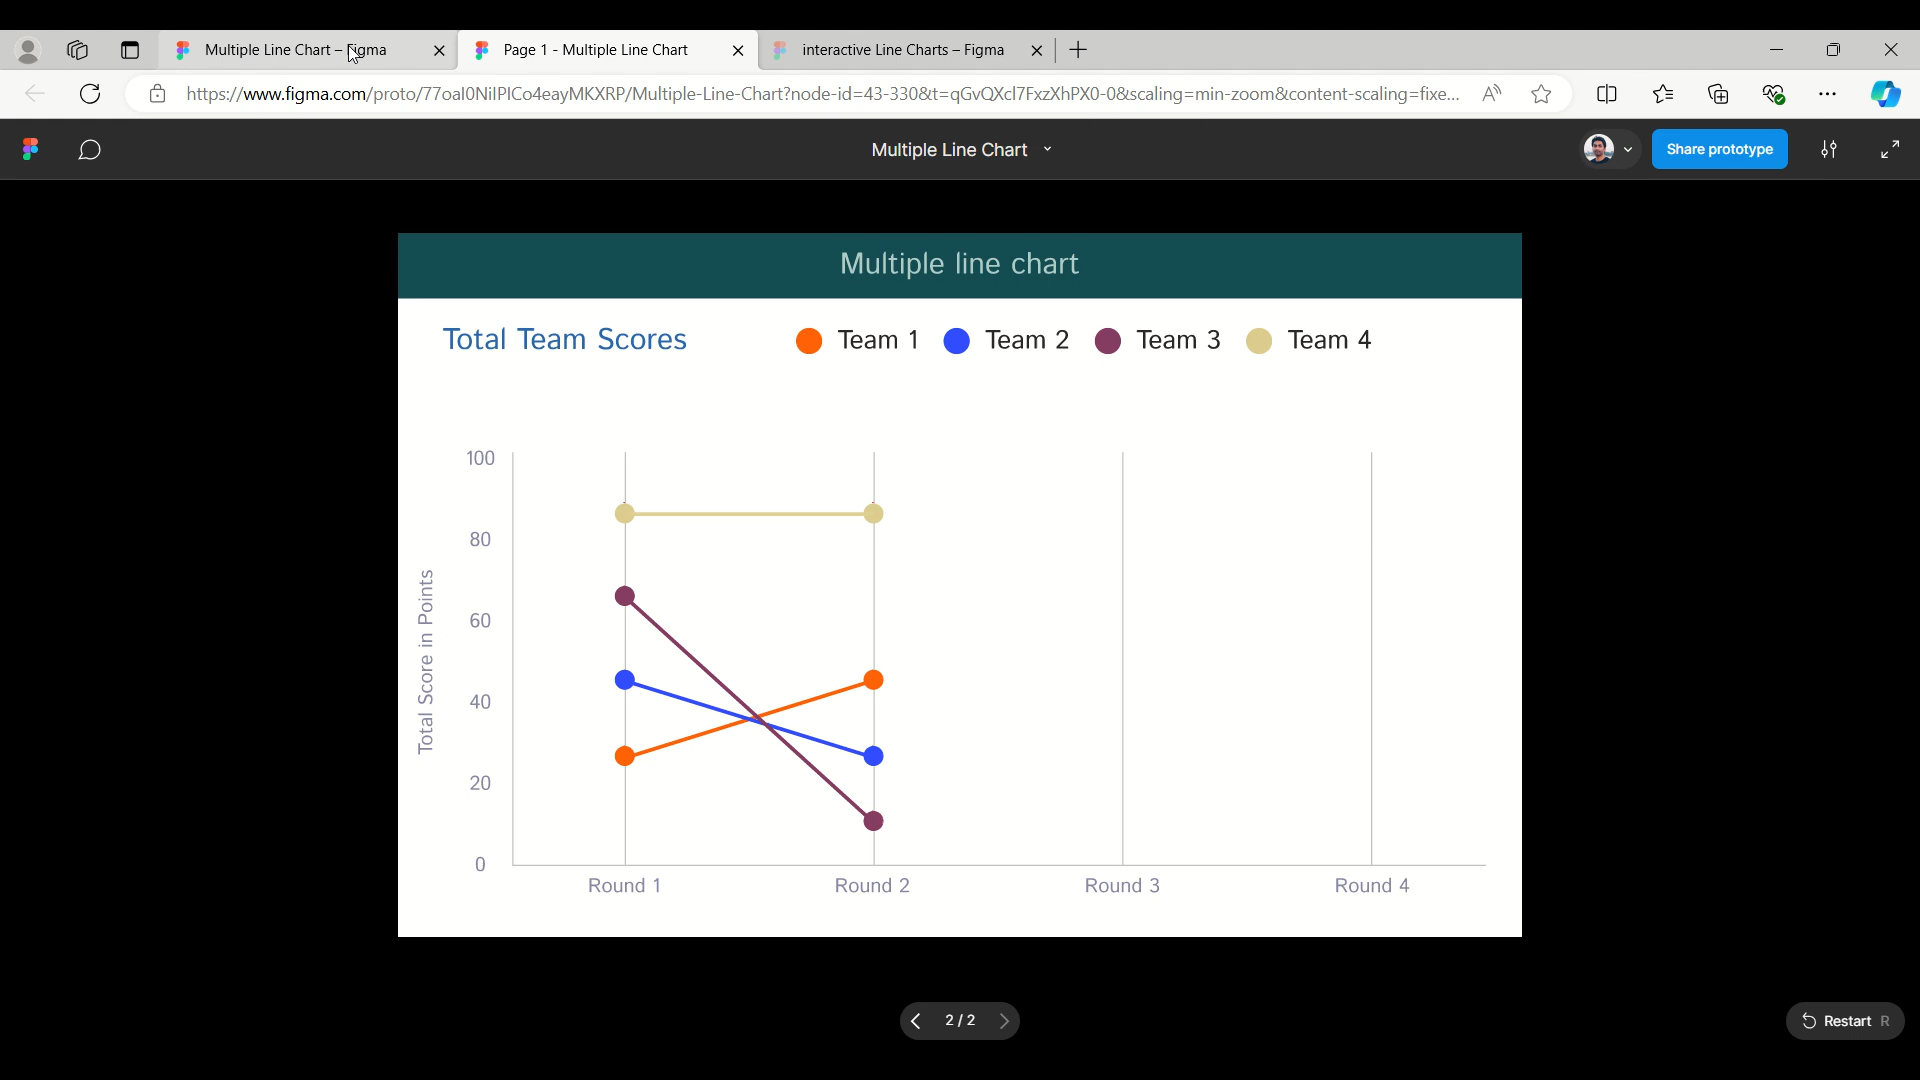 Multiple Line Chart – Figma
Page 1 - Multiple Line Chart
interactive Line Charts – Figma
https://www.figma.com/proto/77oal0NiIPlCo4eayMKXRP/Multiple-Line-Chart?node-id=43-330&t=qGvQXcl7FxzXhPX0-0&scaling=min-zoom&content-scaling=fixe...
Multiple Line Chart
Share prototype
Multiple line chart
Total Team Scores
Team 1
Team 2
Team 3
Team 4
Total Score in Points
100
80
60
40
20
0
Round 1
Round 2
Round 3
Round 4
2 / 2
Restart R